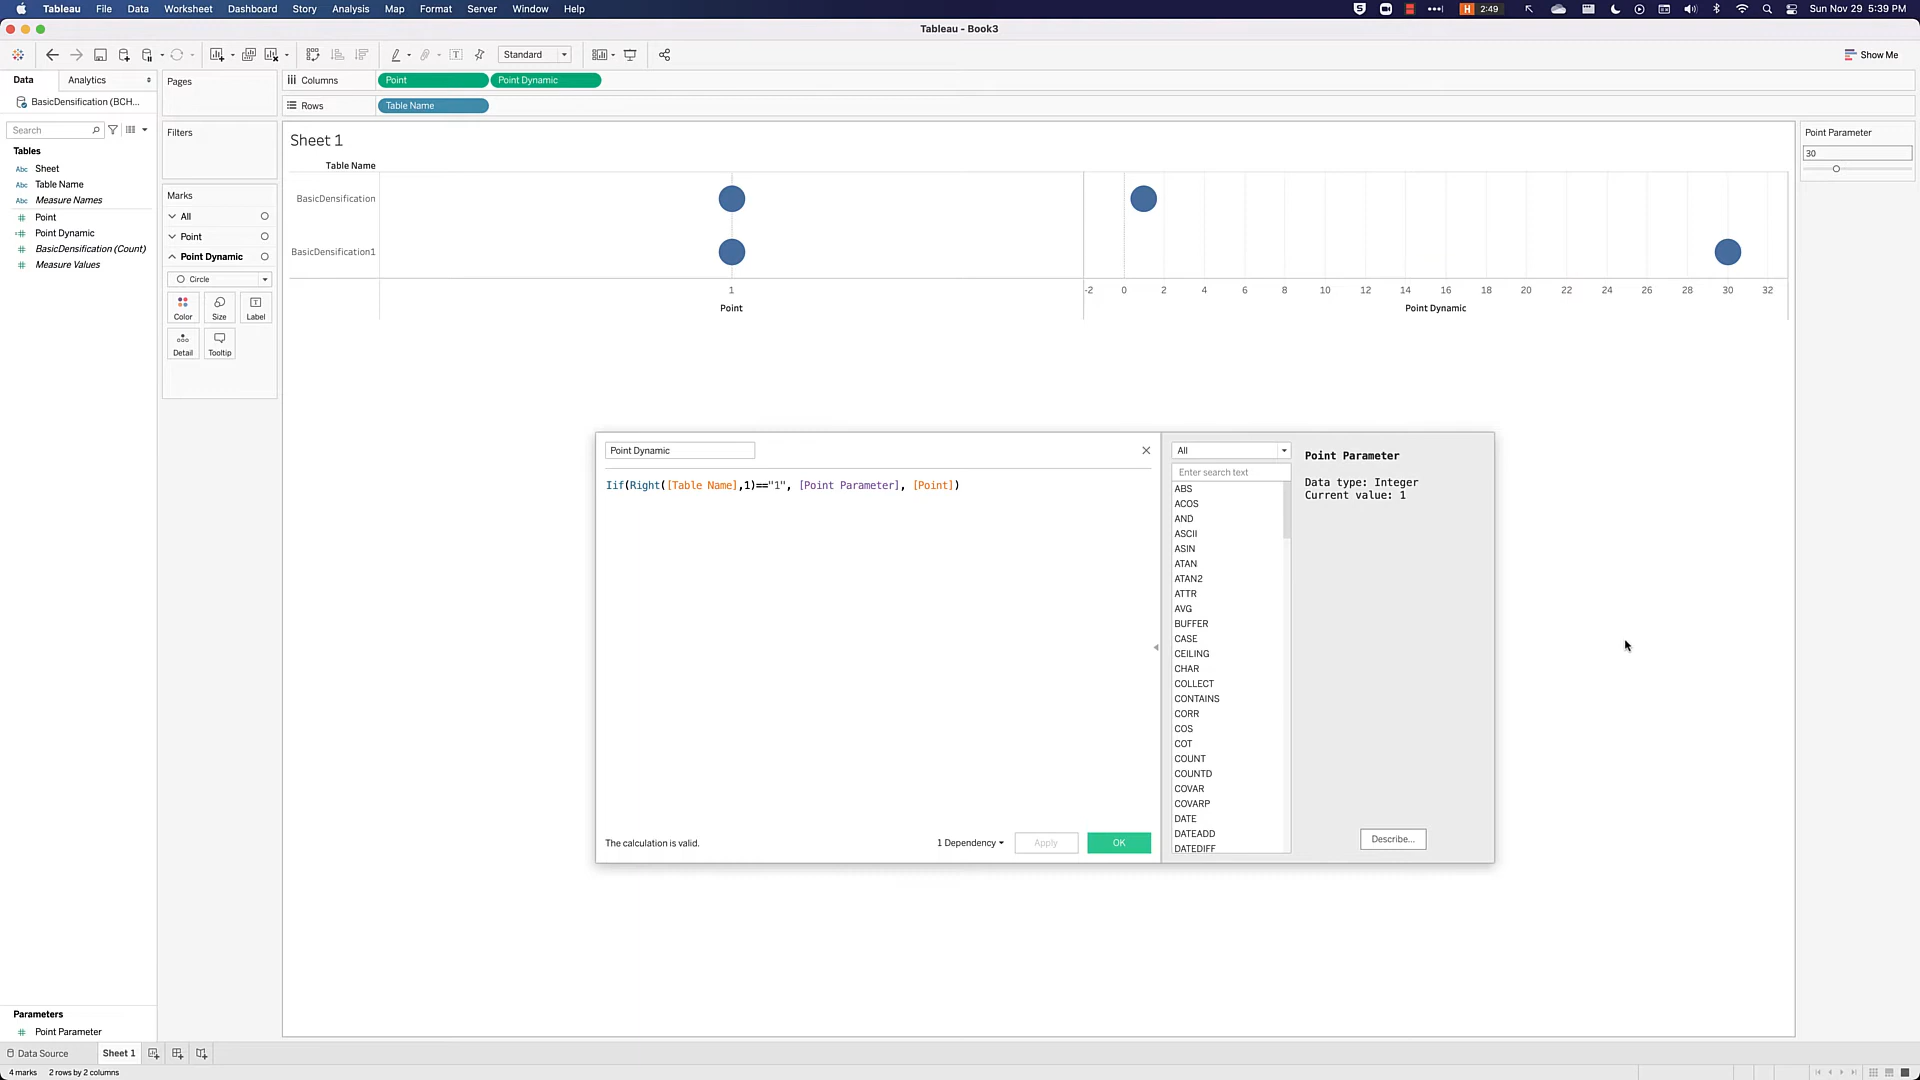 Tableau File Data Worksheet Dashboard Story Analysis Map Format Server Window Help
2:49
Sun Nov 29 5:39 PM
Tableau - Book3
Standard
Show Me
Data Analytics
BasicDensification (BCH...
Search
Tables
Abc Sheet
Abc Table Name
Abc Measure Names
Point
Point Dynamic
BasicDensification (Count)
Measure Values
Parameters
Point Parameter
Pages
Filters
Marks
All
Point
Point Dynamic
Circle
Color Size Label
Detail Tooltip
Columns Point Point Dynamic
Rows Table Name
Sheet 1
Table Name
BasicDensification
BasicDensification1
1
Point
-2 0 2 4 6 8 10 12 14 16 18 20 22 24 26 28 30 32
Point Dynamic
Point Parameter
30
Point Dynamic
Iif(Right([Table Name],1)=="1", [Point Parameter], [Point])
The calculation is valid.
1 Dependency
Apply
OK
All
Enter search text
ABS
ACOS
AND
ASCII
ASIN
ATAN
ATAN2
ATTR
AVG
BUFFER
CASE
CEILING
CHAR
COLLECT
CONTAINS
CORR
COS
COT
COUNT
COUNTD
COVAR
COVARP
DATE
DATEADD
DATEDIFF
Point Parameter
Data type: Integer
Current value: 1
Describe...
Data Source Sheet 1
4 marks 2 rows by 2 columns